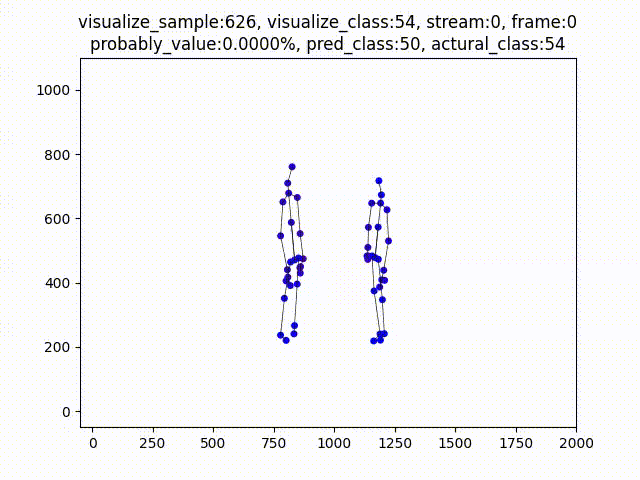 visualize_sample:626, visualize_class:54, stream:0, frame:0
probably_value:0.0000%, pred_class:50, actural_class:54
1000
800
600
400
200
0
0 250 500 750 1000 1250 1500 1750 2000